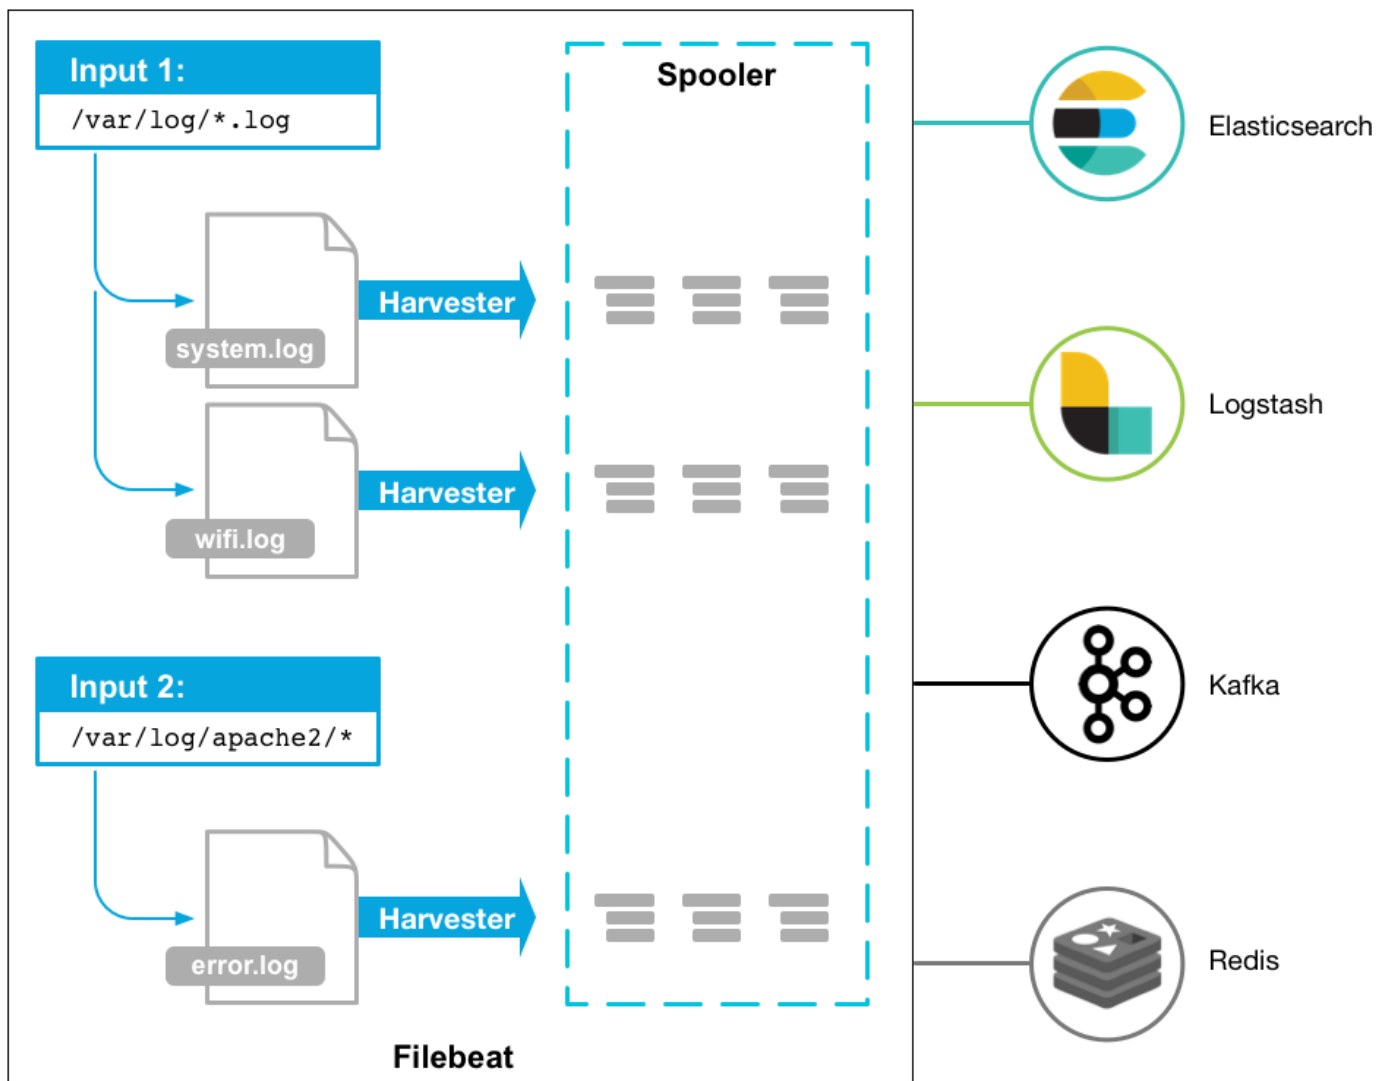 Input 1:
/var/log/*.log
system.log
Harvester
wifi.log
Harvester
Input 2:
/var/log/apache2/*
error.log
Harvester
Spooler
Filebeat
Elasticsearch
Logstash
Kafka
Redis